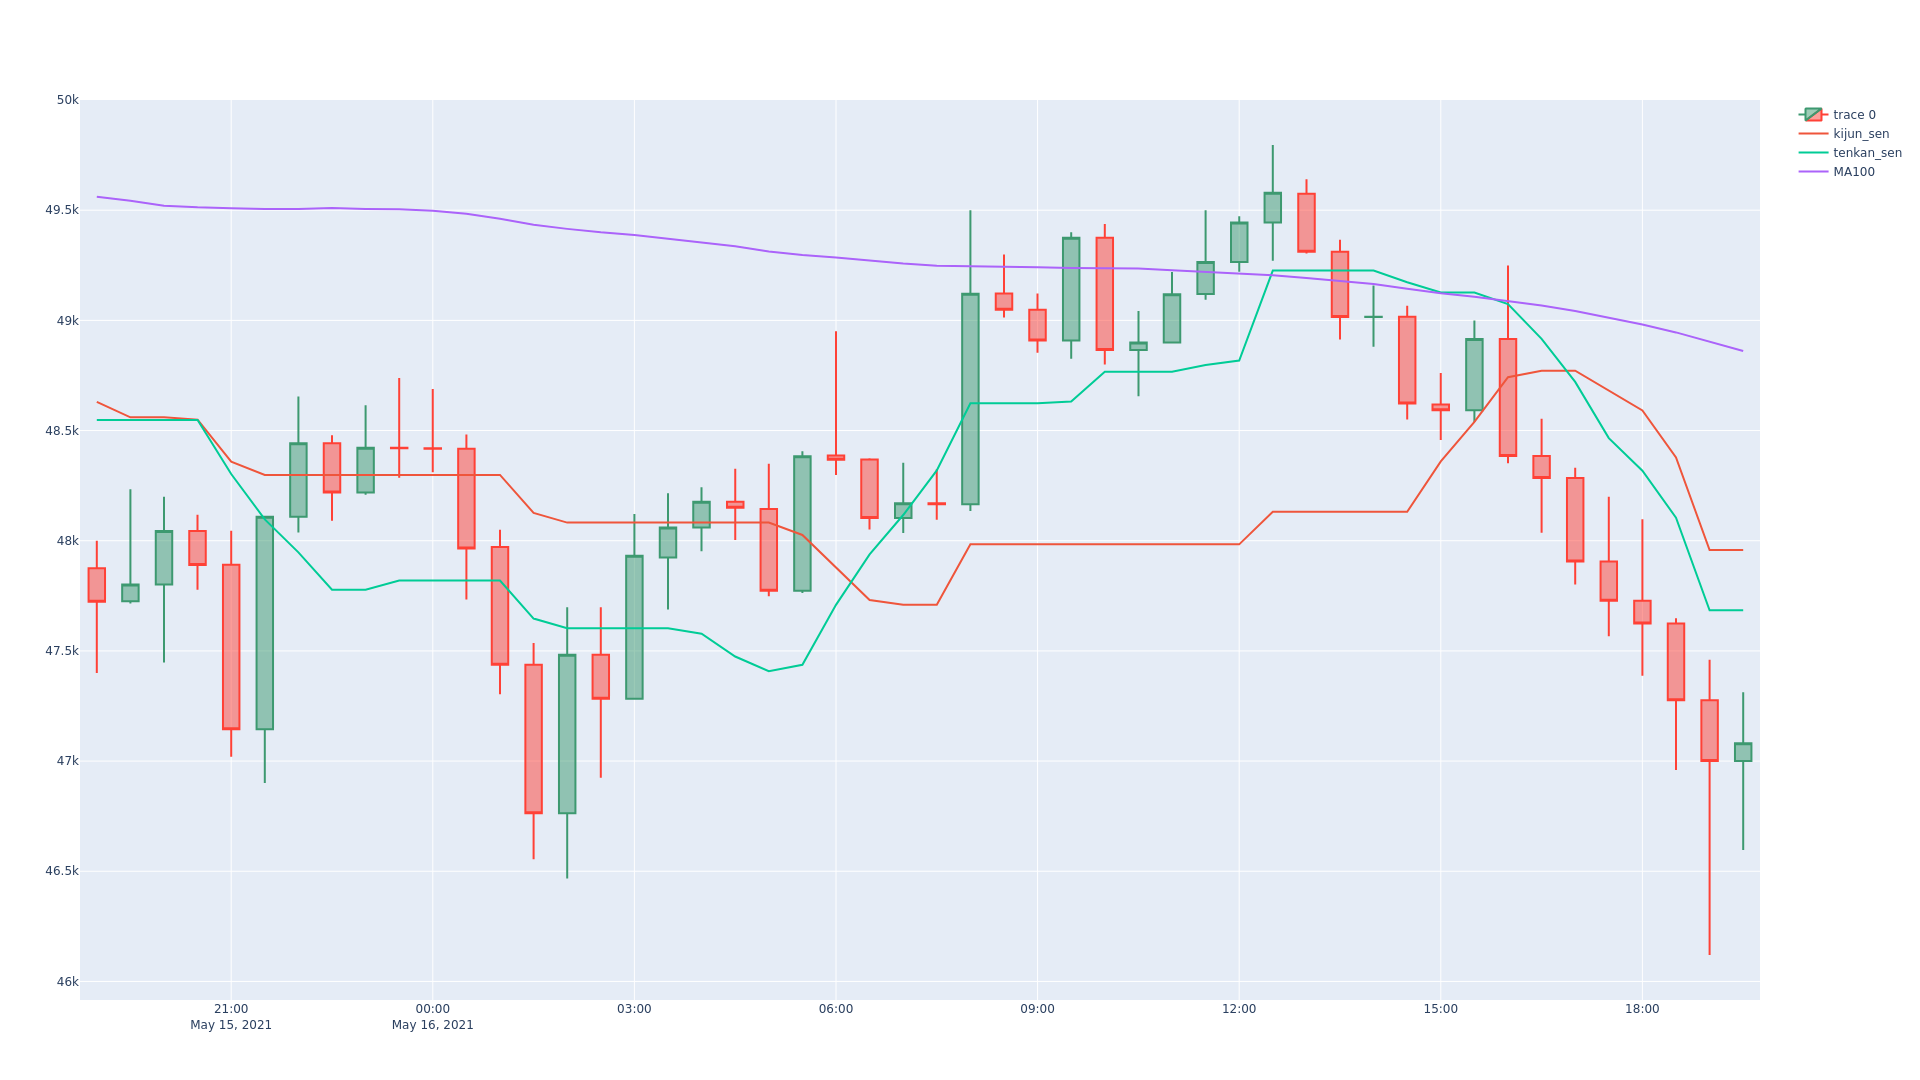 50k
49.5k
49k
48.5k
48k
47.5k
47k
46.5k
46k
21:00
May 15, 2021
00:00
May 16, 2021
03:00
06:00
09:00
12:00
15:00
18:00
trace 0
kijun_sen
tenkan_sen
MA100